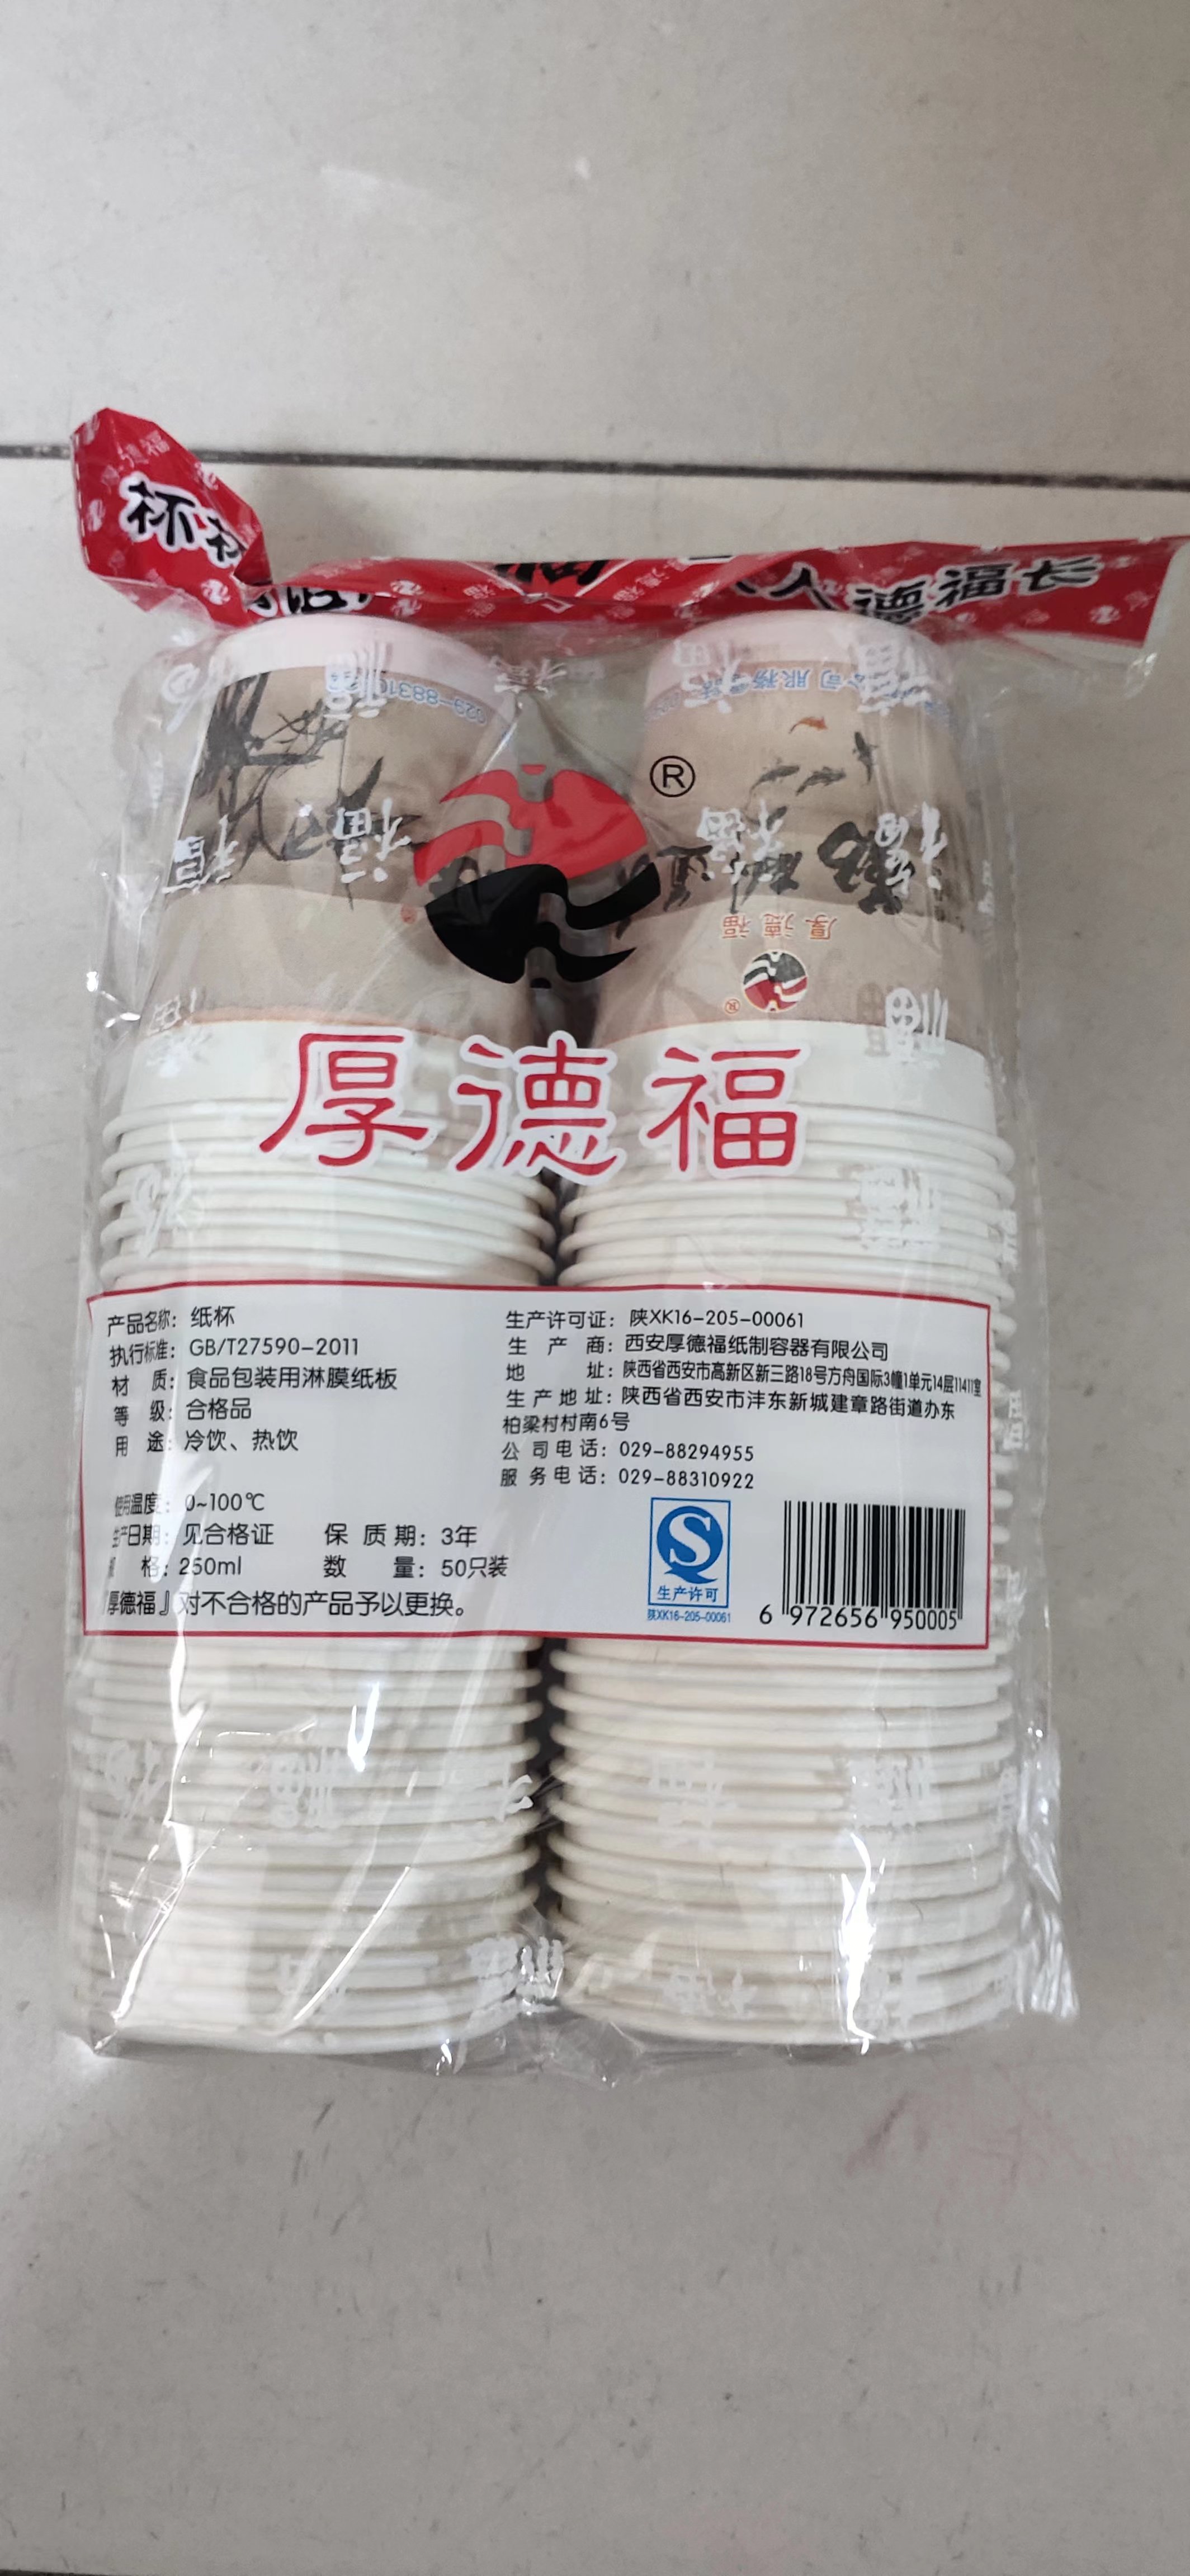 人人德福长
®
厚德福
厚德福
产品名称：纸杯
执行标准：GB/T27590-2011
材 质：食品包装用淋膜纸板
等 级：合格品
用 途：冷饮、热饮
使用温度：0~100℃
生产日期：见合格证 保 质 期：3年
格：250ml 数 量：50只装
『厚德福』对不合格的产品予以更换。
生产许可证：陕XK16-205-00061
生 产 商：西安厚德福纸制容器有限公司
地 址：陕西省西安市高新区新三路18号方舟国际3幢1单元14层11411室
生产地址：陕西省西安市沣东新城建章路街道办东
柏梁村村南6号
公司电话：029-88294955
服务电话：029-88310922
生产许可
陕XK16-205-00061
6 972656 950005